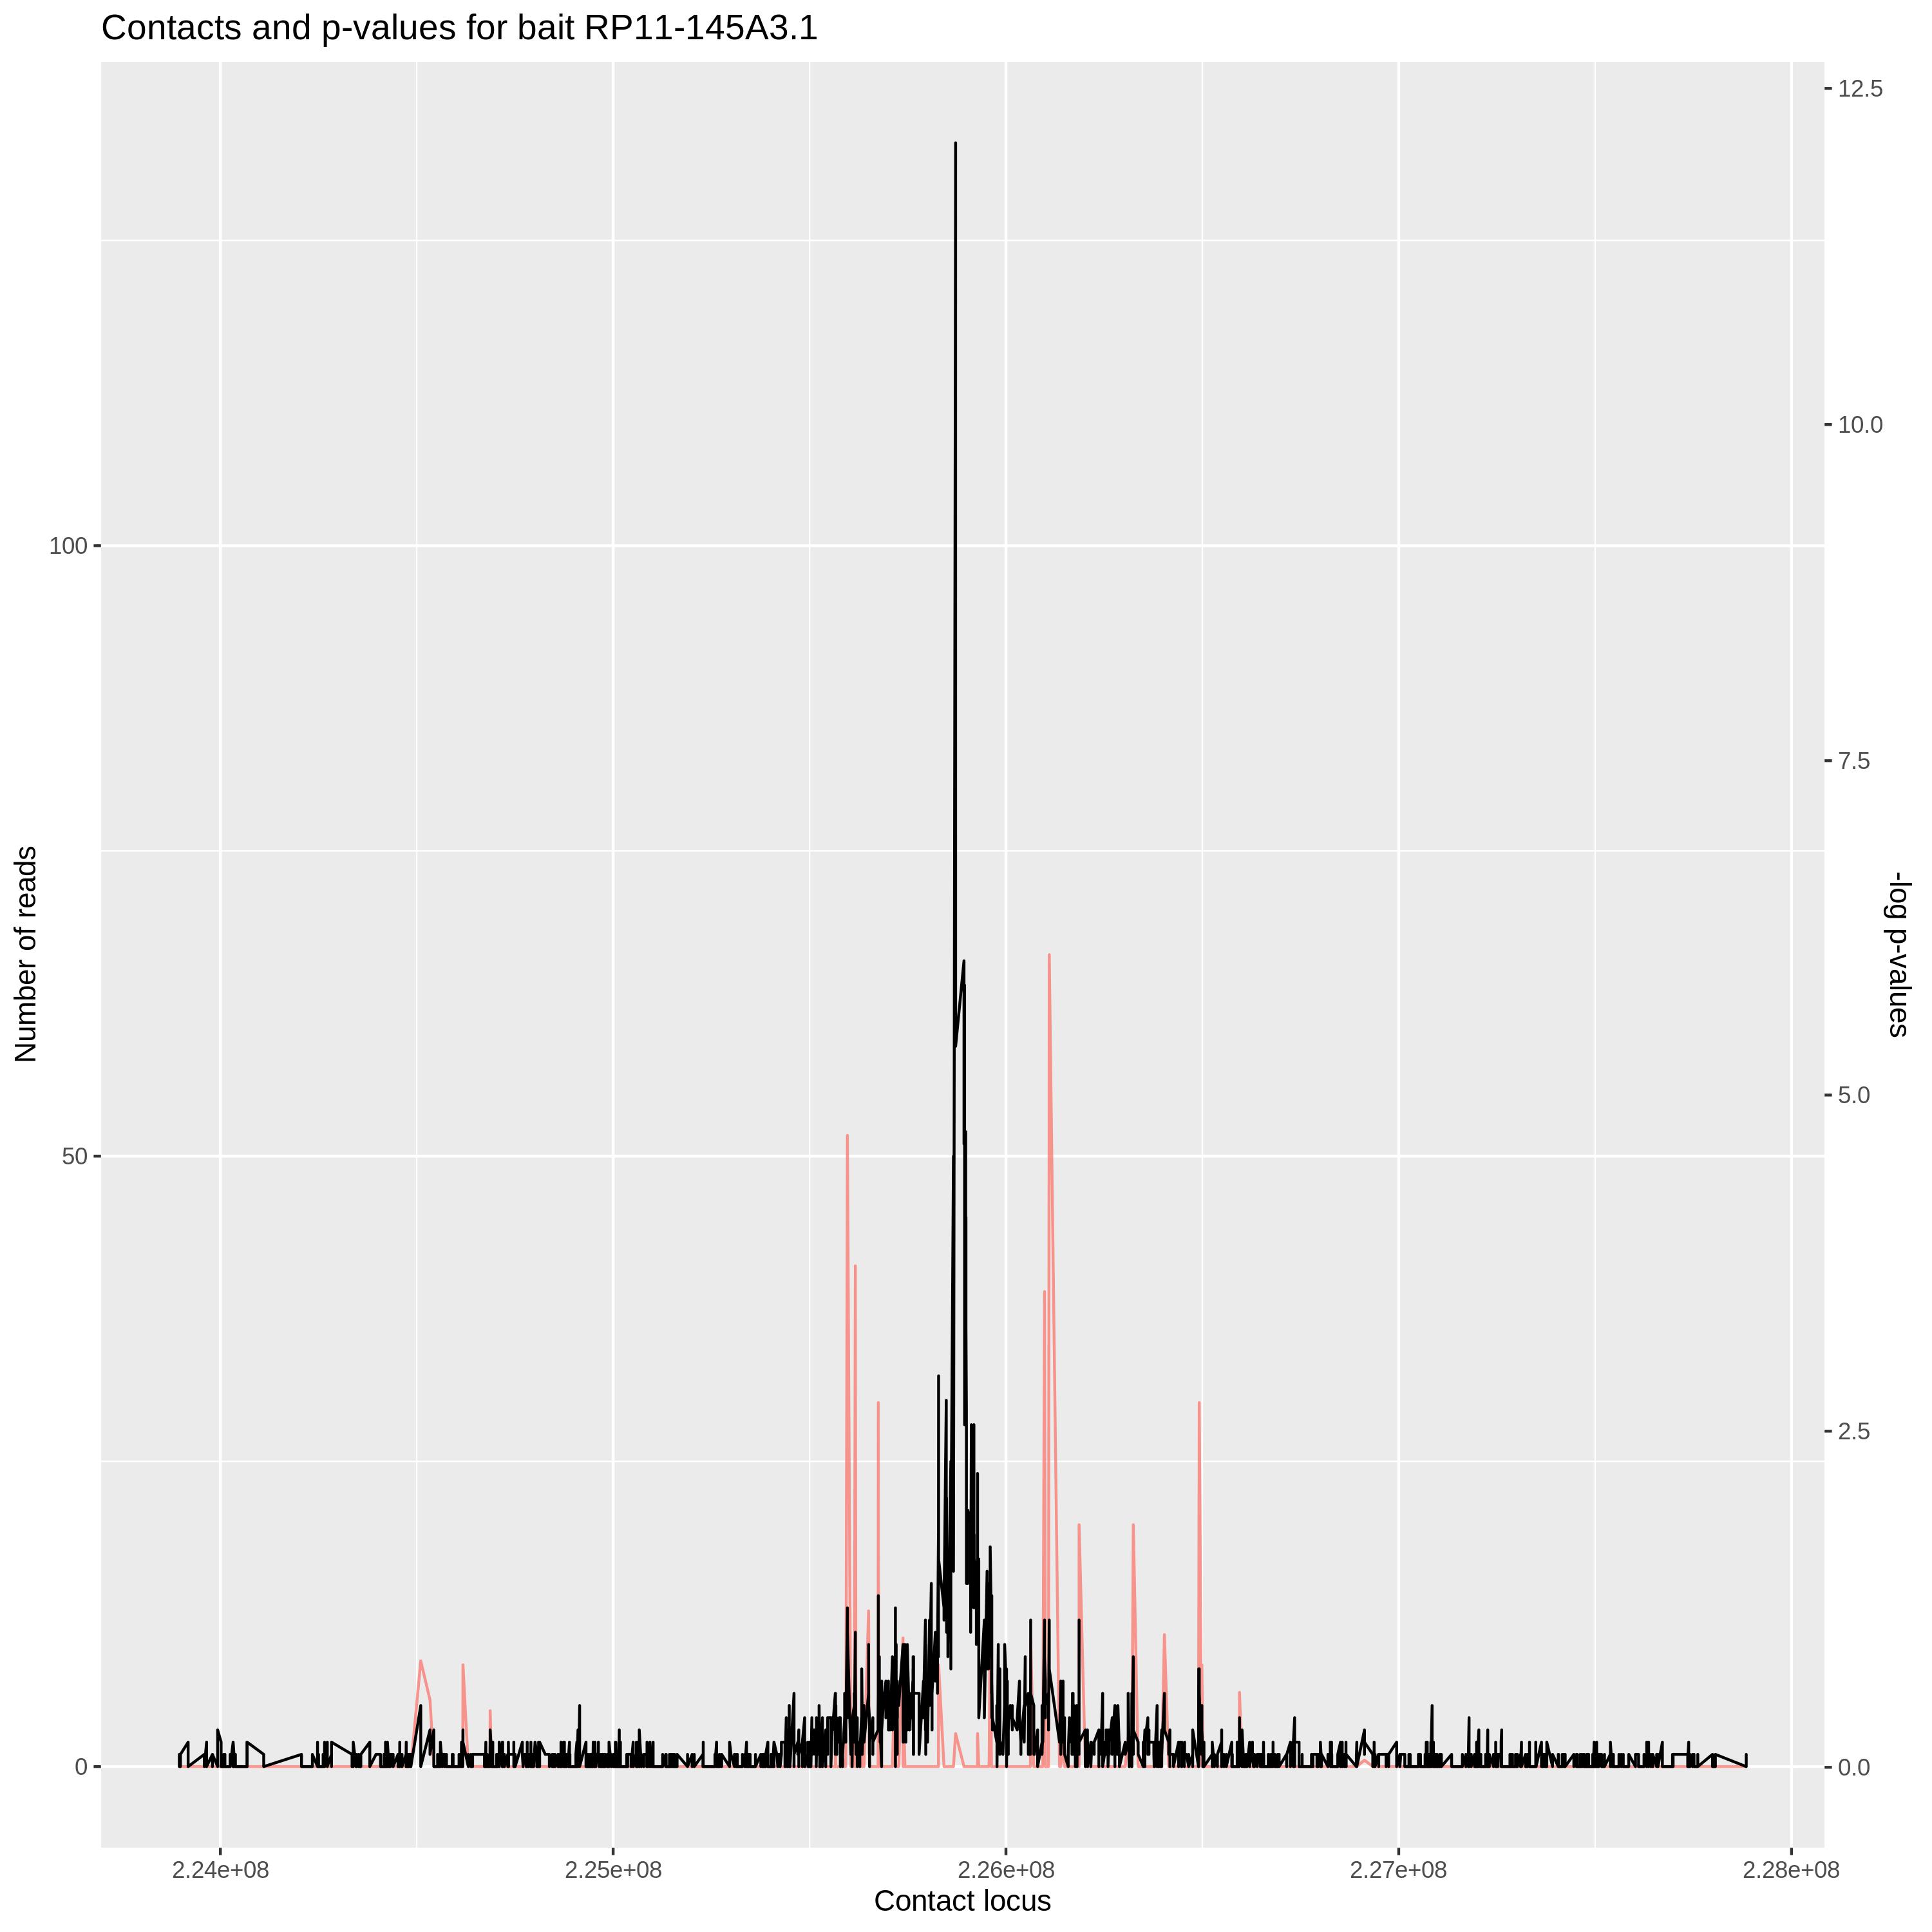 Contacts and p-values for bait RP11-145A3.1
12.5
10.0
100
7.5
Number of reads
-log p-values
5.0
50
2.5
0
0.0
2.24e+08
2.25e+08
2.26e+08
2.27e+08
2.28e+08
Contact locus